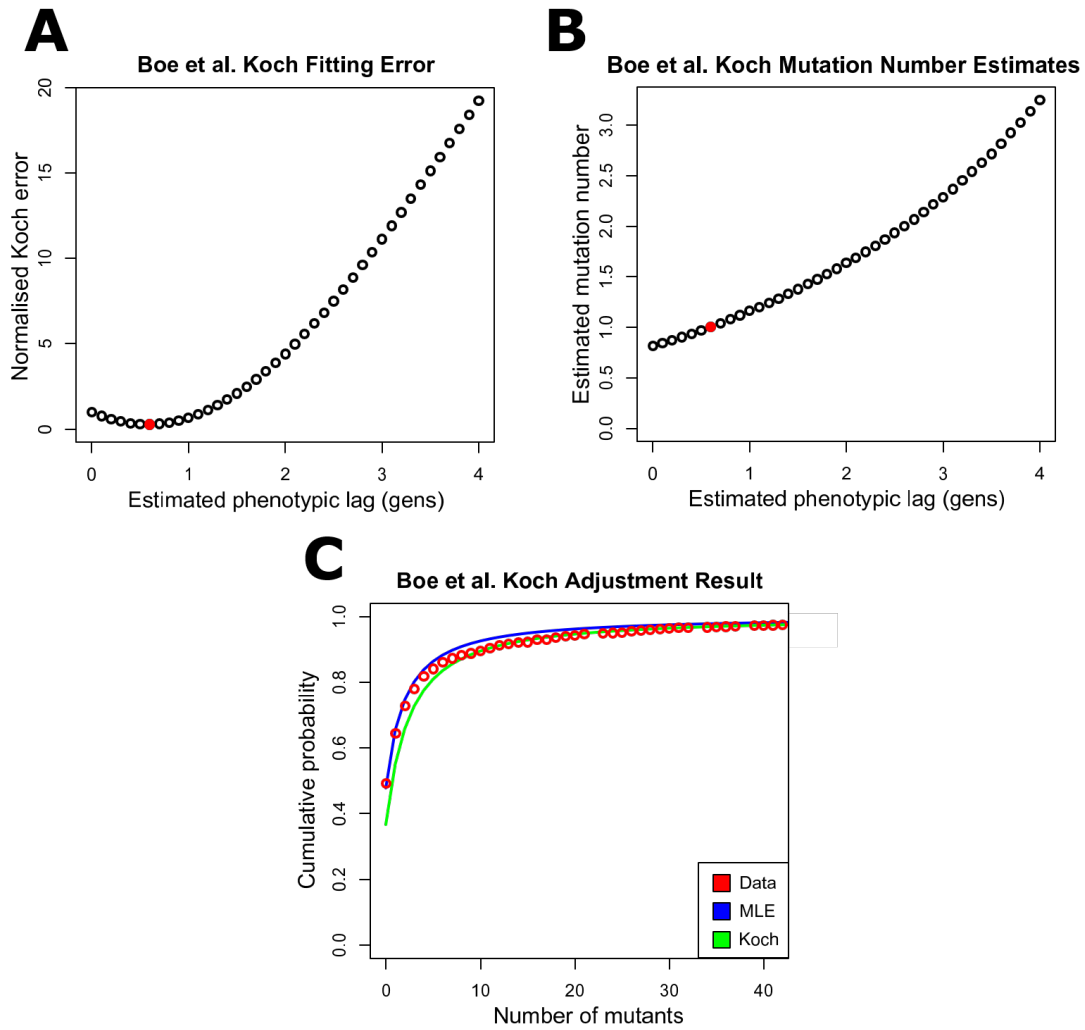 A
Boe et al. Koch Fitting Error
Normalised Koch error
0
5
10
15
20
0 1 2 3 4
Estimated phenotypic lag (gens)
B
Boe et al. Koch Mutation Number Estimates
Estimated mutation number
0.0
0.5
1.0
1.5
2.0
2.5
3.0
0 1 2 3 4
Estimated phenotypic lag (gens)
C
Boe et al. Koch Adjustment Result
Cumulative probability
0.0
0.2
0.4
0.6
0.8
1.0
0 10 20 30 40
Number of mutants
Data
MLE
Koch